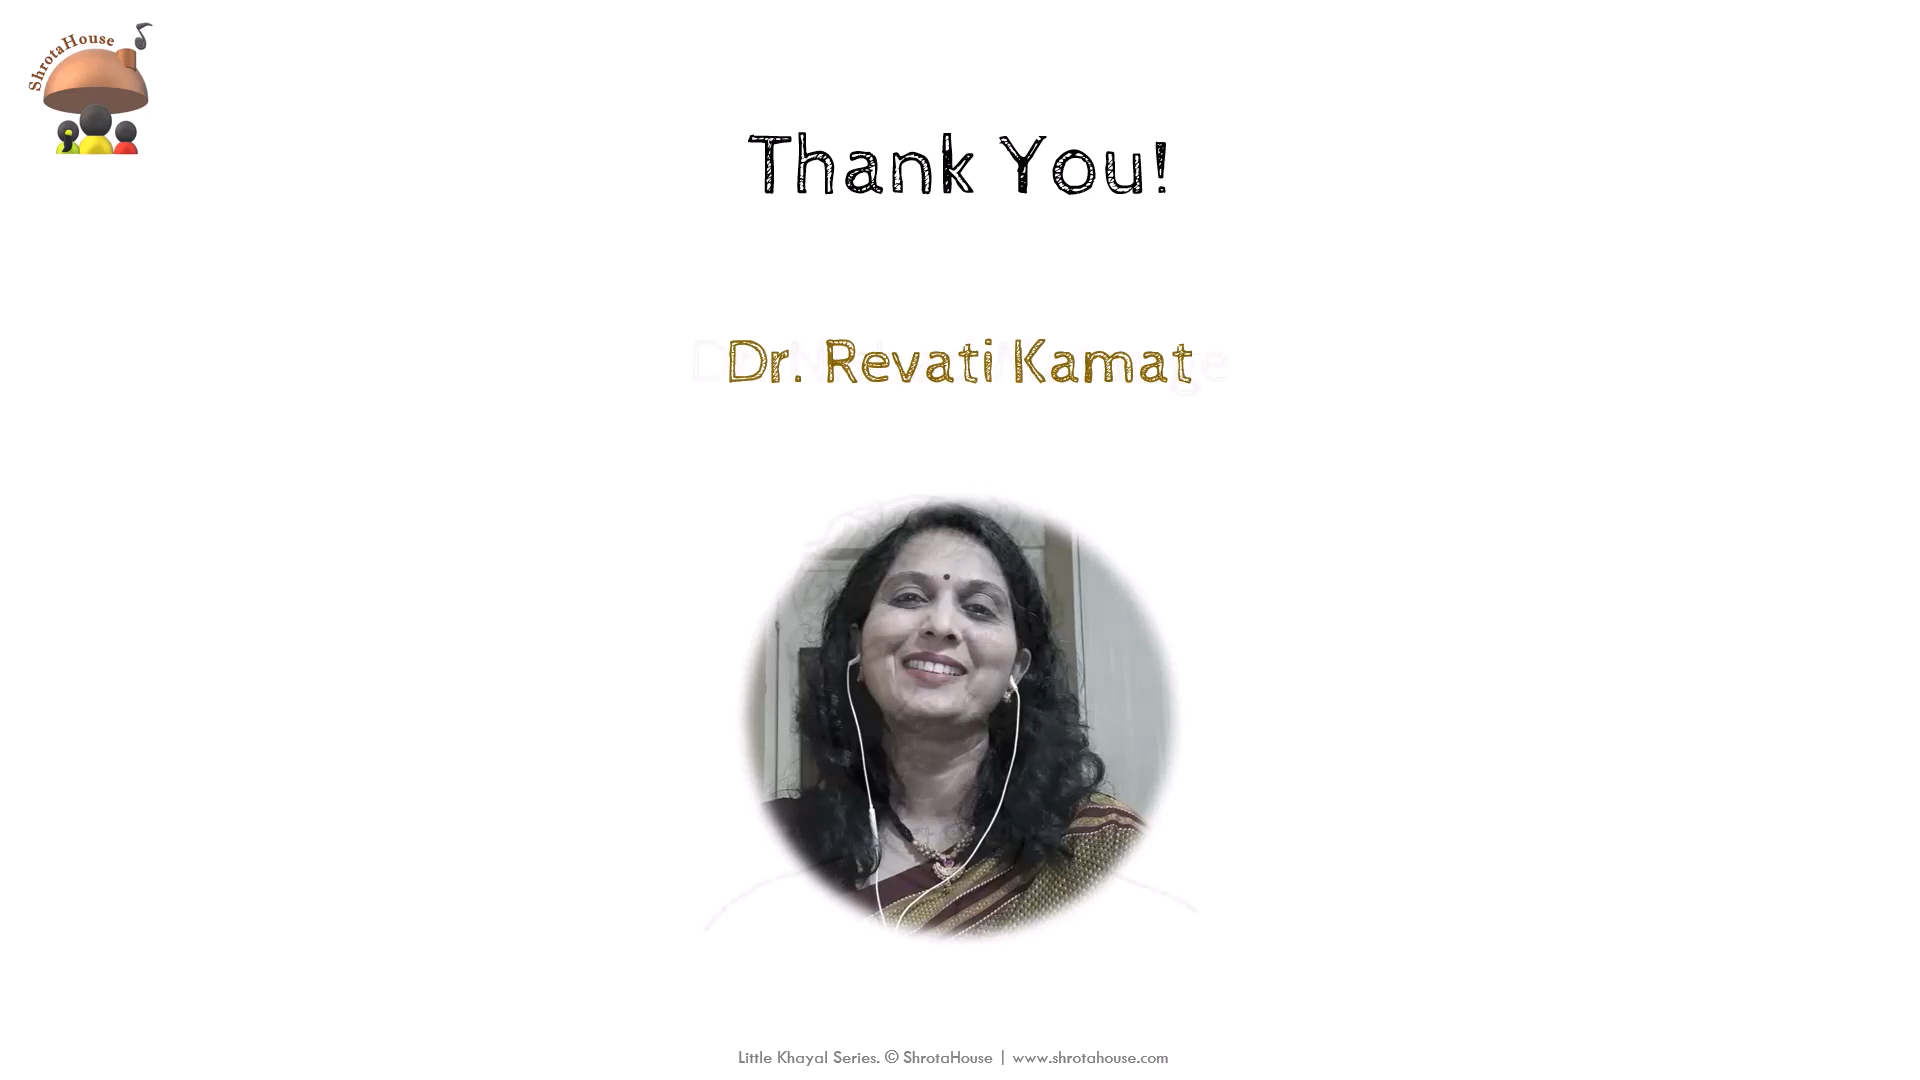 ShrotaHouse
Thank You!
Dr. Revati Kamat
Little Khayal Series. © ShrotaHouse | www.shrotahouse.com